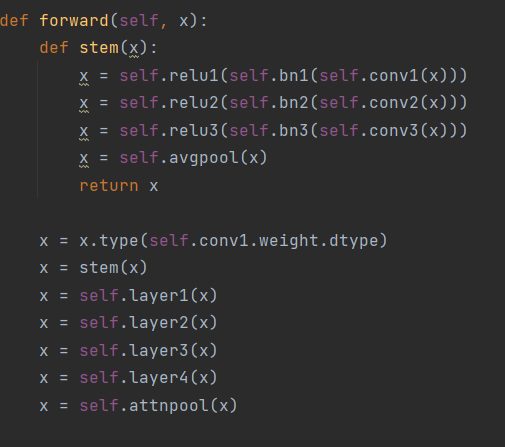 def forward(self, x):
    def stem(x):
        x = self.relu1(self.bn1(self.conv1(x)))
        x = self.relu2(self.bn2(self.conv2(x)))
        x = self.relu3(self.bn3(self.conv3(x)))
        x = self.avgpool(x)
        return x

    x = x.type(self.conv1.weight.dtype)
    x = stem(x)
    x = self.layer1(x)
    x = self.layer2(x)
    x = self.layer3(x)
    x = self.layer4(x)
    x = self.attnpool(x)